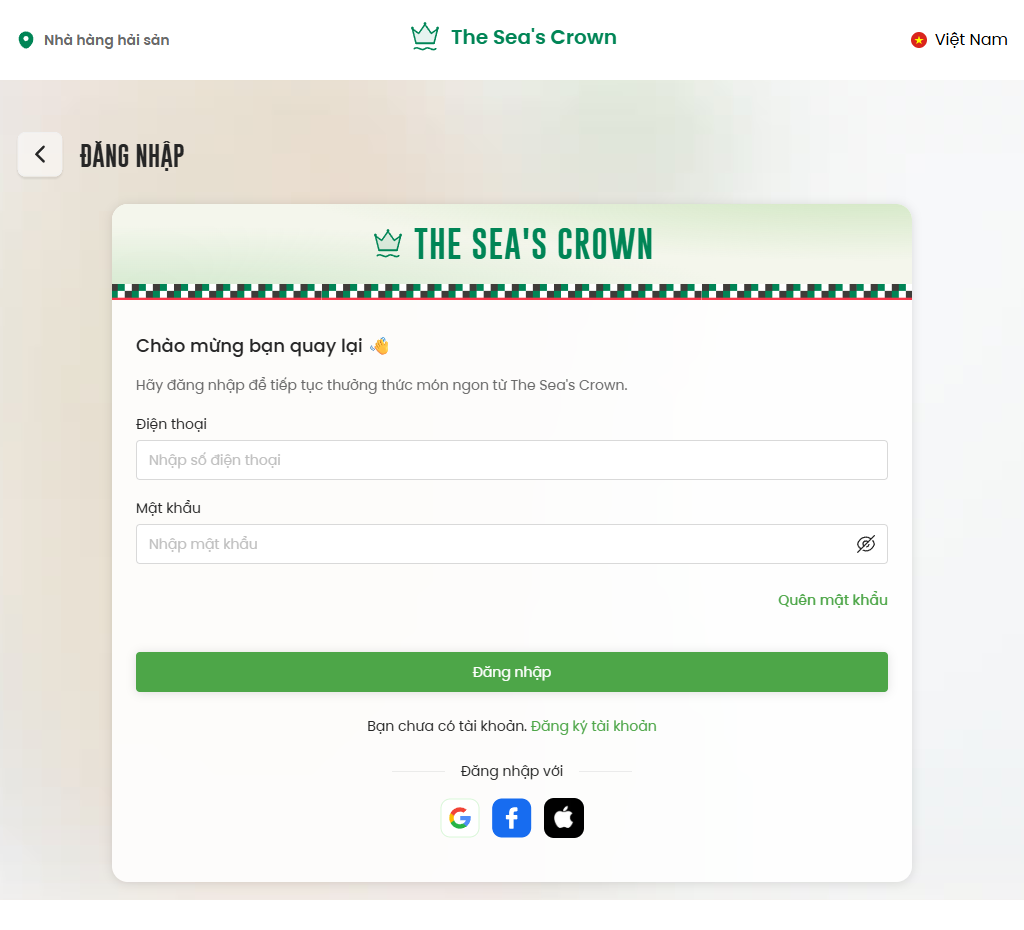 Nhà hàng hải sản
The Sea's Crown
Việt Nam
ĐĂNG NHẬP
THE SEA'S CROWN
Chào mừng bạn quay lại 👋
Hãy đăng nhập để tiếp tục thưởng thức món ngon từ The Sea's Crown.
Điện thoại
Nhập số điện thoại
Mật khẩu
Nhập mật khẩu
Quên mật khẩu
Đăng nhập
Bạn chưa có tài khoản. Đăng ký tài khoản
Đăng nhập với